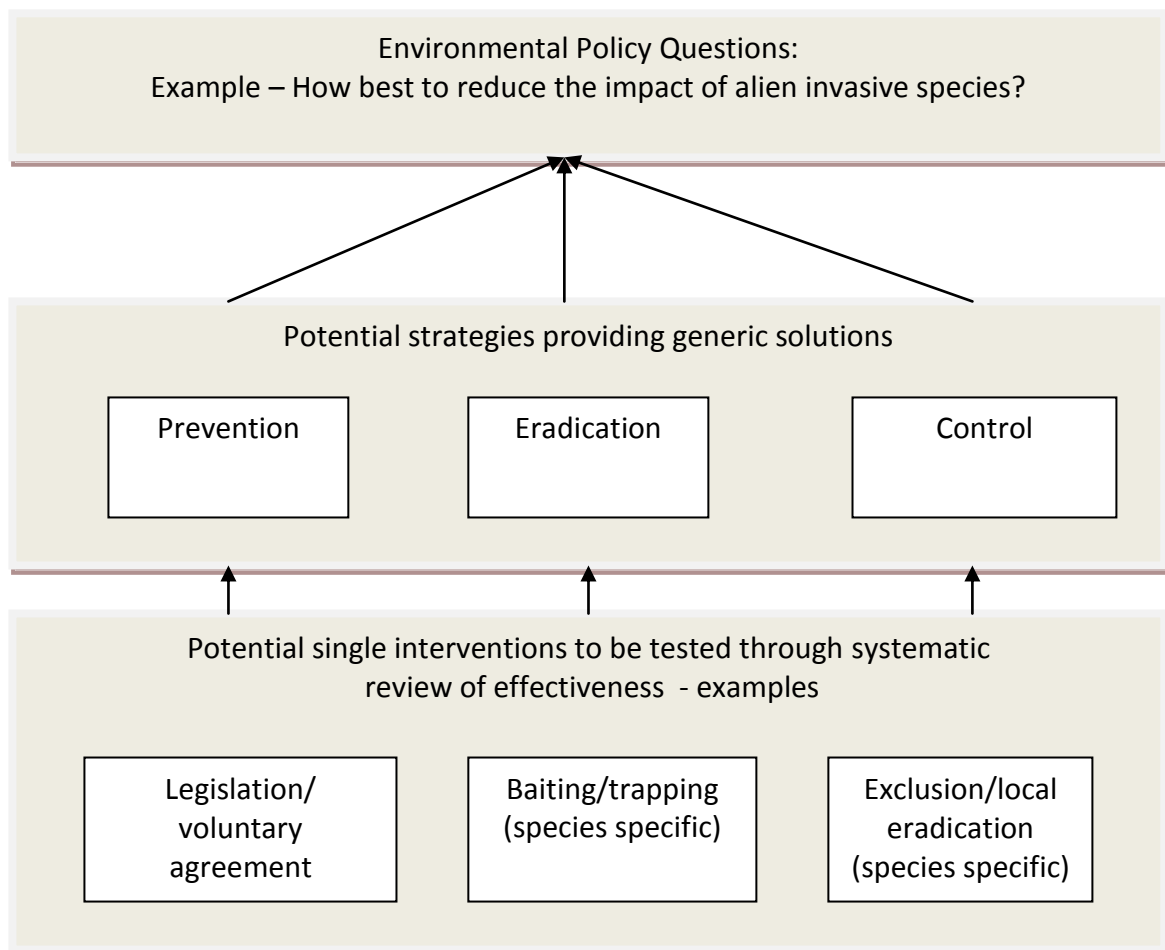 Environmental Policy Questions:
Example – How best to reduce the impact of alien invasive species?
Potential strategies providing generic solutions
Prevention
Eradication
Control
Potential single interventions to be tested through systematic
review of effectiveness  - examples
Legislation/
voluntary
agreement
Baiting/trapping
(species specific)
Exclusion/local
eradication
(species specific)